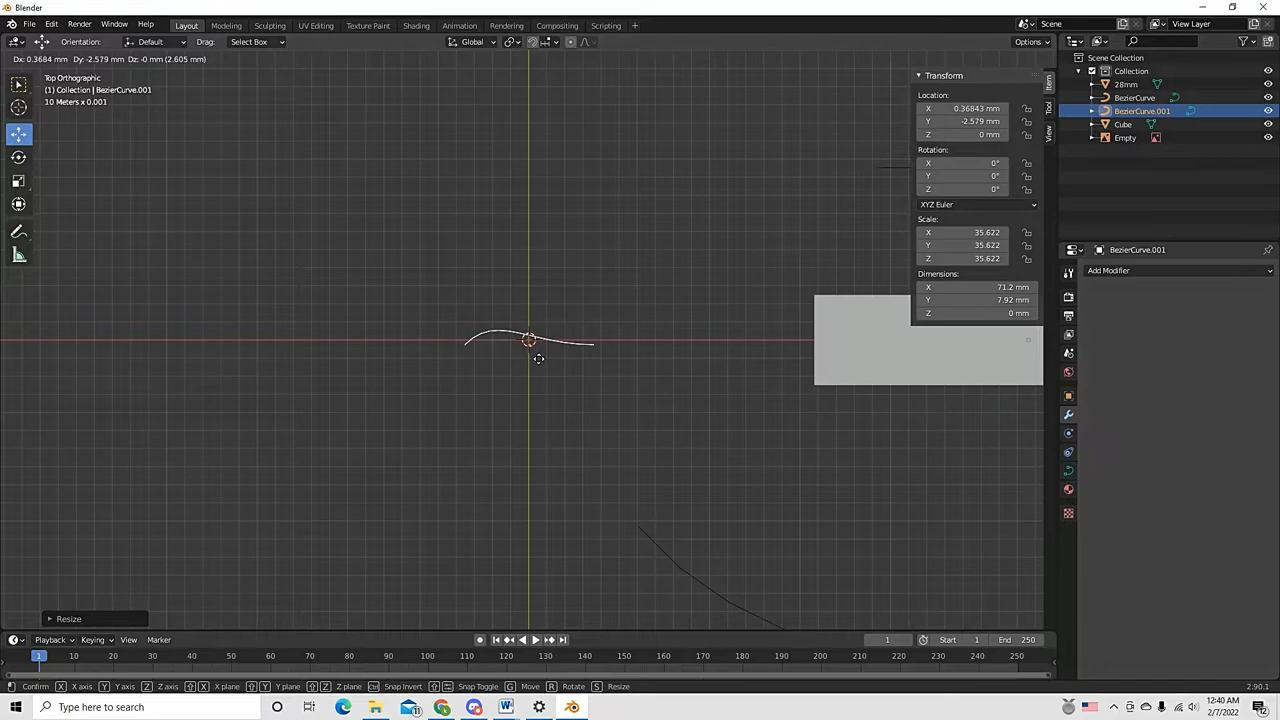 Blender
File Edit Render Window Help
Layout Modeling Sculpting UV Editing Texture Paint Shading Animation Rendering Compositing Scripting
Scene
View Layer
Orientation: Default Drag: Select Box
Global
Options
Dx: 0.3684 mm Dy: -2.579 mm Dz: -0 mm (2.605 mm)
Top Orthographic
(1) Collection | BezierCurve.001
10 Meters x 0.001
Transform
Location:
X 0.36843 mm
Y -2.579 mm
Z 0 mm
Rotation:
X 0°
Y 0°
Z 0°
XYZ Euler
Scale:
X 35.622
Y 35.622
Z 35.622
Dimensions:
X 71.2 mm
Y 7.92 mm
Z 0 mm
Item
Tool
View
Scene Collection
Collection
28mm
BezierCurve
BezierCurve.001
Cube
Empty
BezierCurve.001
Add Modifier
Resize
Playback Keying View Marker
1 Start 1 End 250
1 10 20 30 40 50 60 70 80 90 100 110 120 130 140 150 160 170 180 190 200 210 220 230 240 250
Confirm X X axis Y Y axis Z Z axis X X plane Y Y plane Z Z plane Snap Invert Snap Toggle G Move R Rotate S Resize
2.90.1
Type here to search
11
W
12:40 AM
2/7/2022